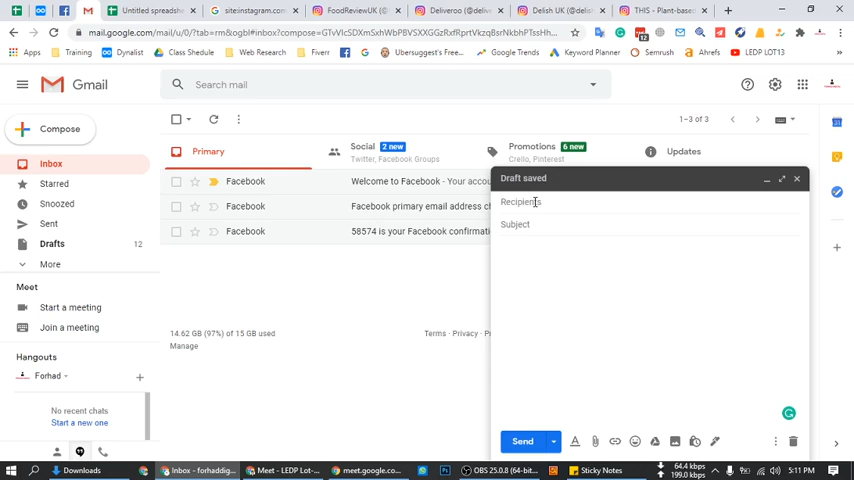 Untitled spreadshe
site:instagram.com
FoodReviewUK (@
Deliveroo (@delive
Delish UK (@delish
THIS - Plant-based
mail.google.com/mail/u/0/?tab=rm&ogbl#inbox?compose=
Apps Training Dynalist Class Shedule Web Research Fiverr Ubersuggest's Free... Google Trends Keyword Planner Semrush Ahrefs LEDP LOT13
12
Gmail
Search mail
Compose
1–3 of 3
Inbox
Starred
Snoozed
Sent
Drafts 12
More
Primary
Social 2 new
Twitter, Facebook Groups
Promotions 6 new
Crello, Pinterest
Updates
Facebook Welcome to Facebook - Your accou
Facebook Facebook primary email address ch
Facebook 58574 is your Facebook confirmati
14.62 GB (97%) of 15 GB used
Manage
Terms · Privacy · P
Meet
Start a meeting
Join a meeting
Hangouts
Forhad
No recent chats
Start a new one
Draft saved
Recipients
Subject
Send
Downloads
Inbox - forhaddig...
Meet - LEDP Lot-...
meet.google.co...
OBS 25.0.8 (64-bit...
Sticky Notes
64.4 kbps
199.0 kbps
5:11 PM